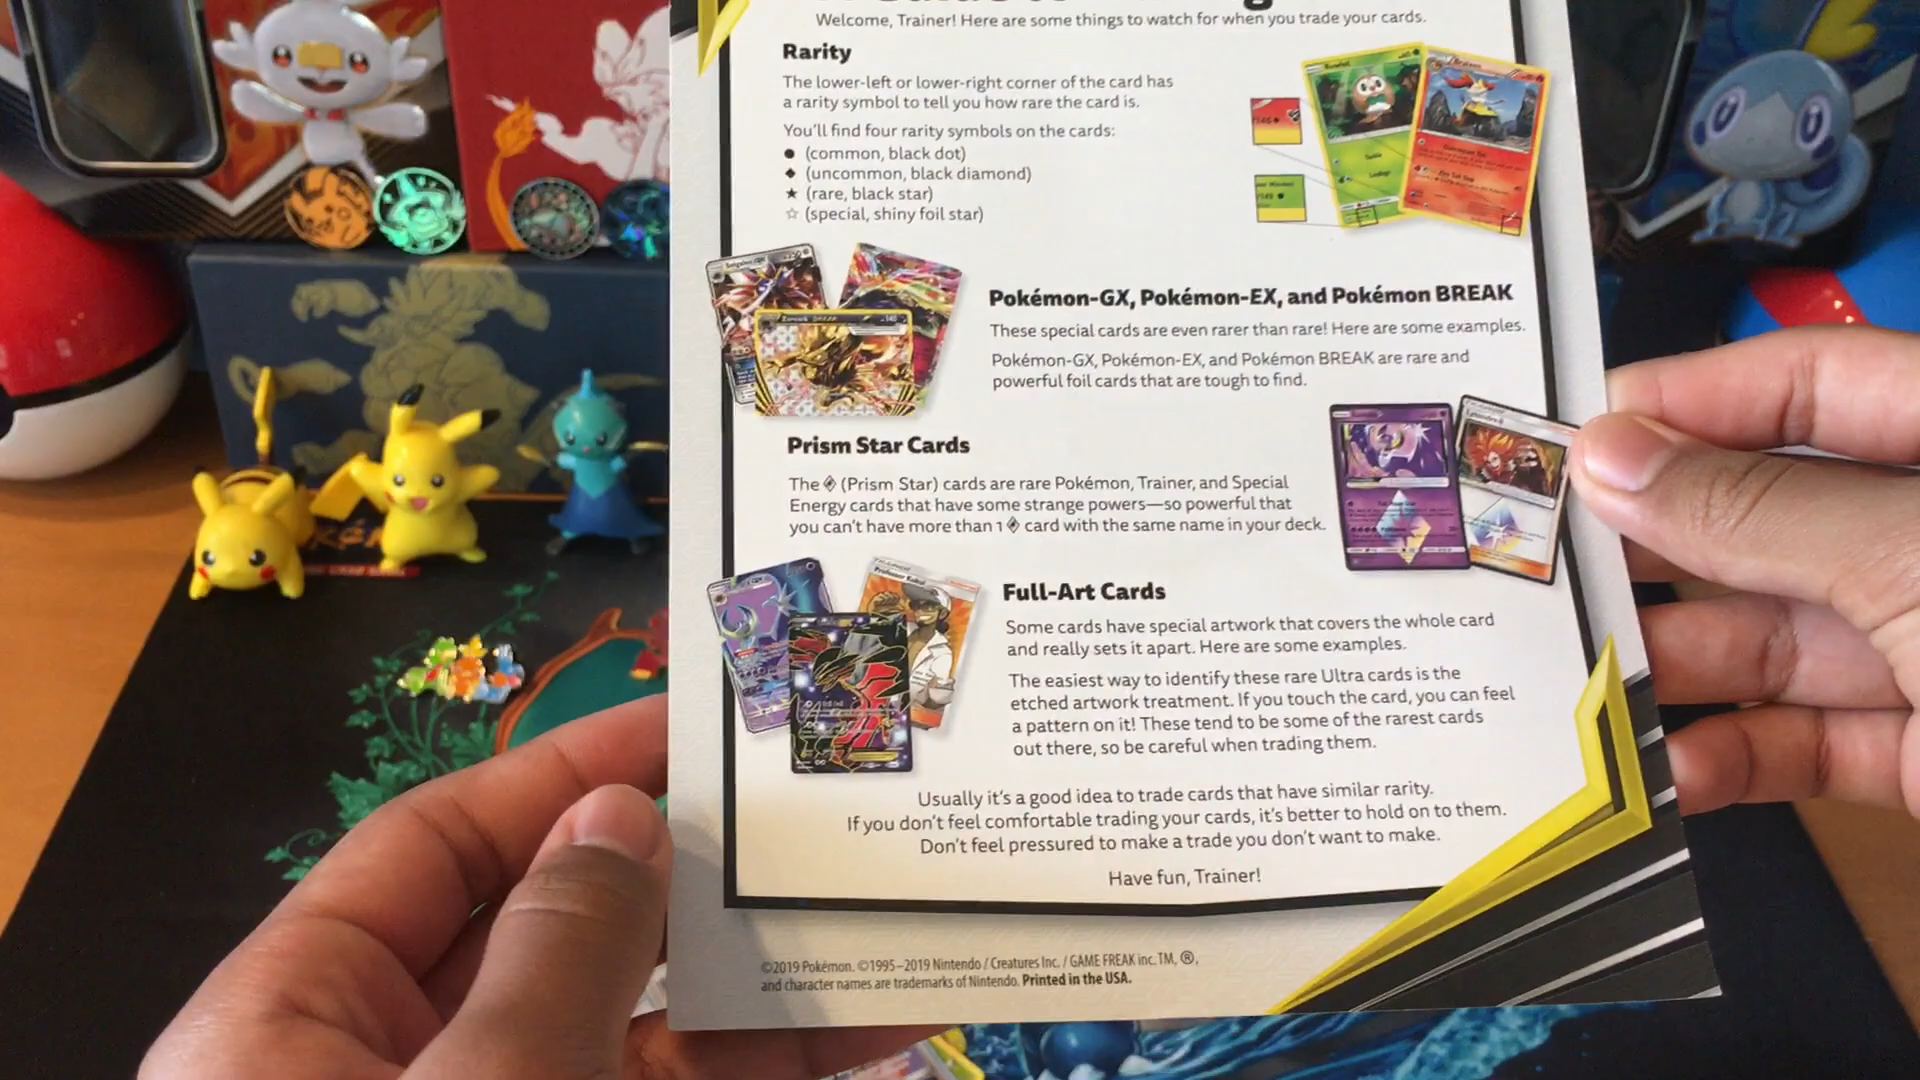 Welcome, Trainer! Here are some things to watch for when you trade your cards.
Rarity
The lower-left or lower-right corner of the card has
a rarity symbol to tell you how rare the card is.
You'll find four rarity symbols on the cards:
● (common, black dot)
◆ (uncommon, black diamond)
★ (rare, black star)
☆ (special, shiny foil star)
Pokémon-GX, Pokémon-EX, and Pokémon BREAK
These special cards are even rarer than rare! Here are some examples.
Pokémon-GX, Pokémon-EX, and Pokémon BREAK are rare and
powerful foil cards that are tough to find.
Prism Star Cards
The (Prism Star) cards are rare Pokémon, Trainer, and Special
Energy cards that have some strange powers—so powerful that
you can't have more than 1 card with the same name in your deck.
Full-Art Cards
Some cards have special artwork that covers the whole card
and really sets it apart. Here are some examples.
The easiest way to identify these rare Ultra cards is the
etched artwork treatment. If you touch the card, you can feel
a pattern on it! These tend to be some of the rarest cards
out there, so be careful when trading them.
Usually it's a good idea to trade cards that have similar rarity.
If you don't feel comfortable trading your cards, it's better to hold on to them.
Don't feel pressured to make a trade you don't want to make.
Have fun, Trainer!
©2019 Pokémon. ©1995–2019 Nintendo / Creatures Inc. / GAME FREAK inc. TM, ®,
and character names are trademarks of Nintendo. Printed in the USA.